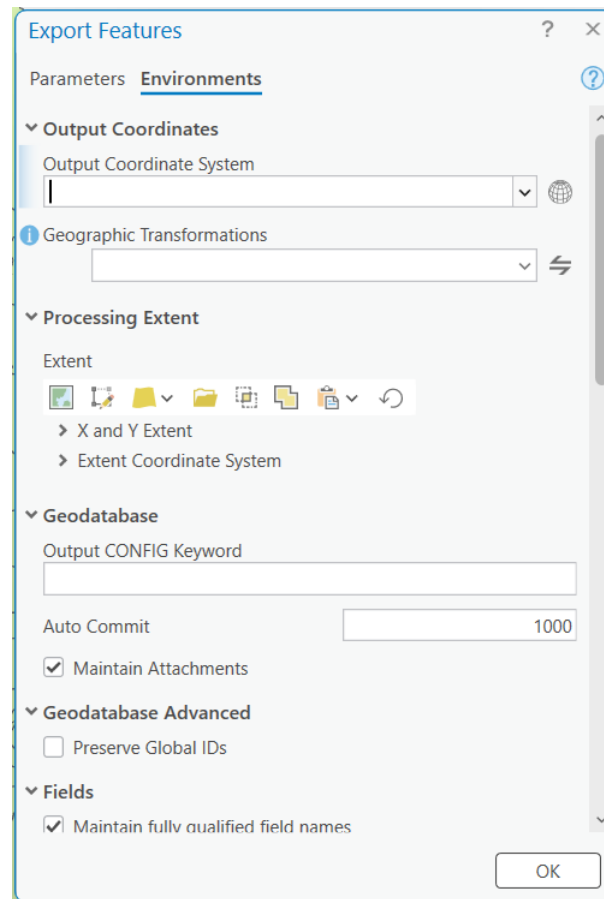 Export Features
Parameters Environments
Output Coordinates
Output Coordinate System
Geographic Transformations
Processing Extent
Extent
X and Y Extent
Extent Coordinate System
Geodatabase
Output CONFIG Keyword
Auto Commit 1000
Maintain Attachments
Geodatabase Advanced
Preserve Global IDs
Fields
Maintain fully qualified field names
OK